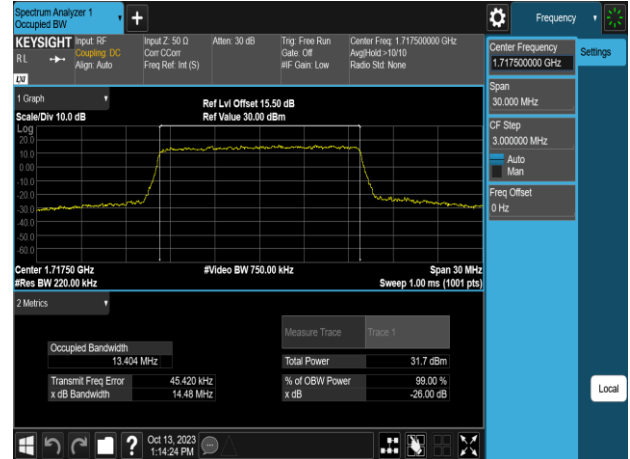 Spectrum Analyzer 1
Occupied BW
+
Frequency
KEYSIGHT
RL
LXI
Input: RF
Coupling: DC
Align: Auto
Input Z: 50 Ω
Corr CCorr
Freq Ref: Int (S)
Atten: 30 dB
Trig: Free Run
Gate: Off
#IF Gain: Low
Center Freq: 1.717500000 GHz
Avg|Hold:>10/10
Radio Std: None
Center Frequency
1.717500000 GHz
Settings
Span
30.000 MHz
CF Step
3.000000 MHz
Auto
Man
Freq Offset
0 Hz
1 Graph
Scale/Div 10.0 dB
Ref Lvl Offset 15.50 dB
Ref Value 30.00 dBm
Log
20.0
10.0
0.00
-10.0
-20.0
-30.0
-40.0
-50.0
-60.0
Center 1.71750 GHz
#Res BW 220.00 kHz
#Video BW 750.00 kHz
Span 30 MHz
Sweep 1.00 ms (1001 pts)
2 Metrics
Measure Trace
Trace 1
Occupied Bandwidth
13.404 MHz
Total Power
31.7 dBm
Transmit Freq Error
45.420 kHz
% of OBW Power
99.00 %
x dB Bandwidth
14.48 MHz
x dB
-26.00 dB
Local
?
Oct 13, 2023
1:14:24 PM